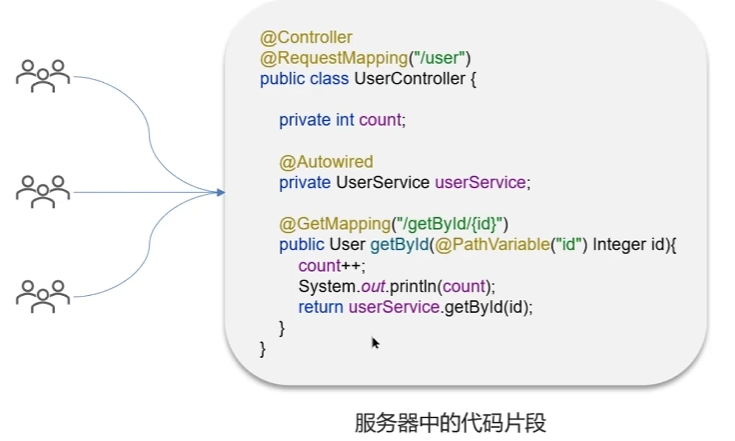 @Controller
@RequestMapping("/user")
public class UserController {
private int count;
@Autowired
private UserService userService;
@GetMapping("/getById/{id}")
public User getById(@PathVariable("id") Integer id){
count++;
System.out.println(count);
return userService.getById(id);
}
}
服务器中的代码片段